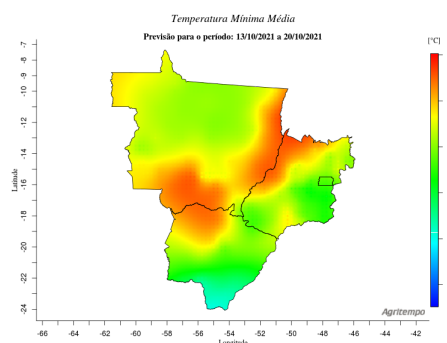 Temperatura Mínima Média
Previsão para o período: 13/10/2021 a 20/10/2021
[°C]
-7
-8
-9
-10
-12
-14
-16
-18
-20
-22
-24
Latitude
Agritempo
-66 -64 -62 -60 -58 -56 -54 -52 -50 -48 -46 -44 -42
Longitude